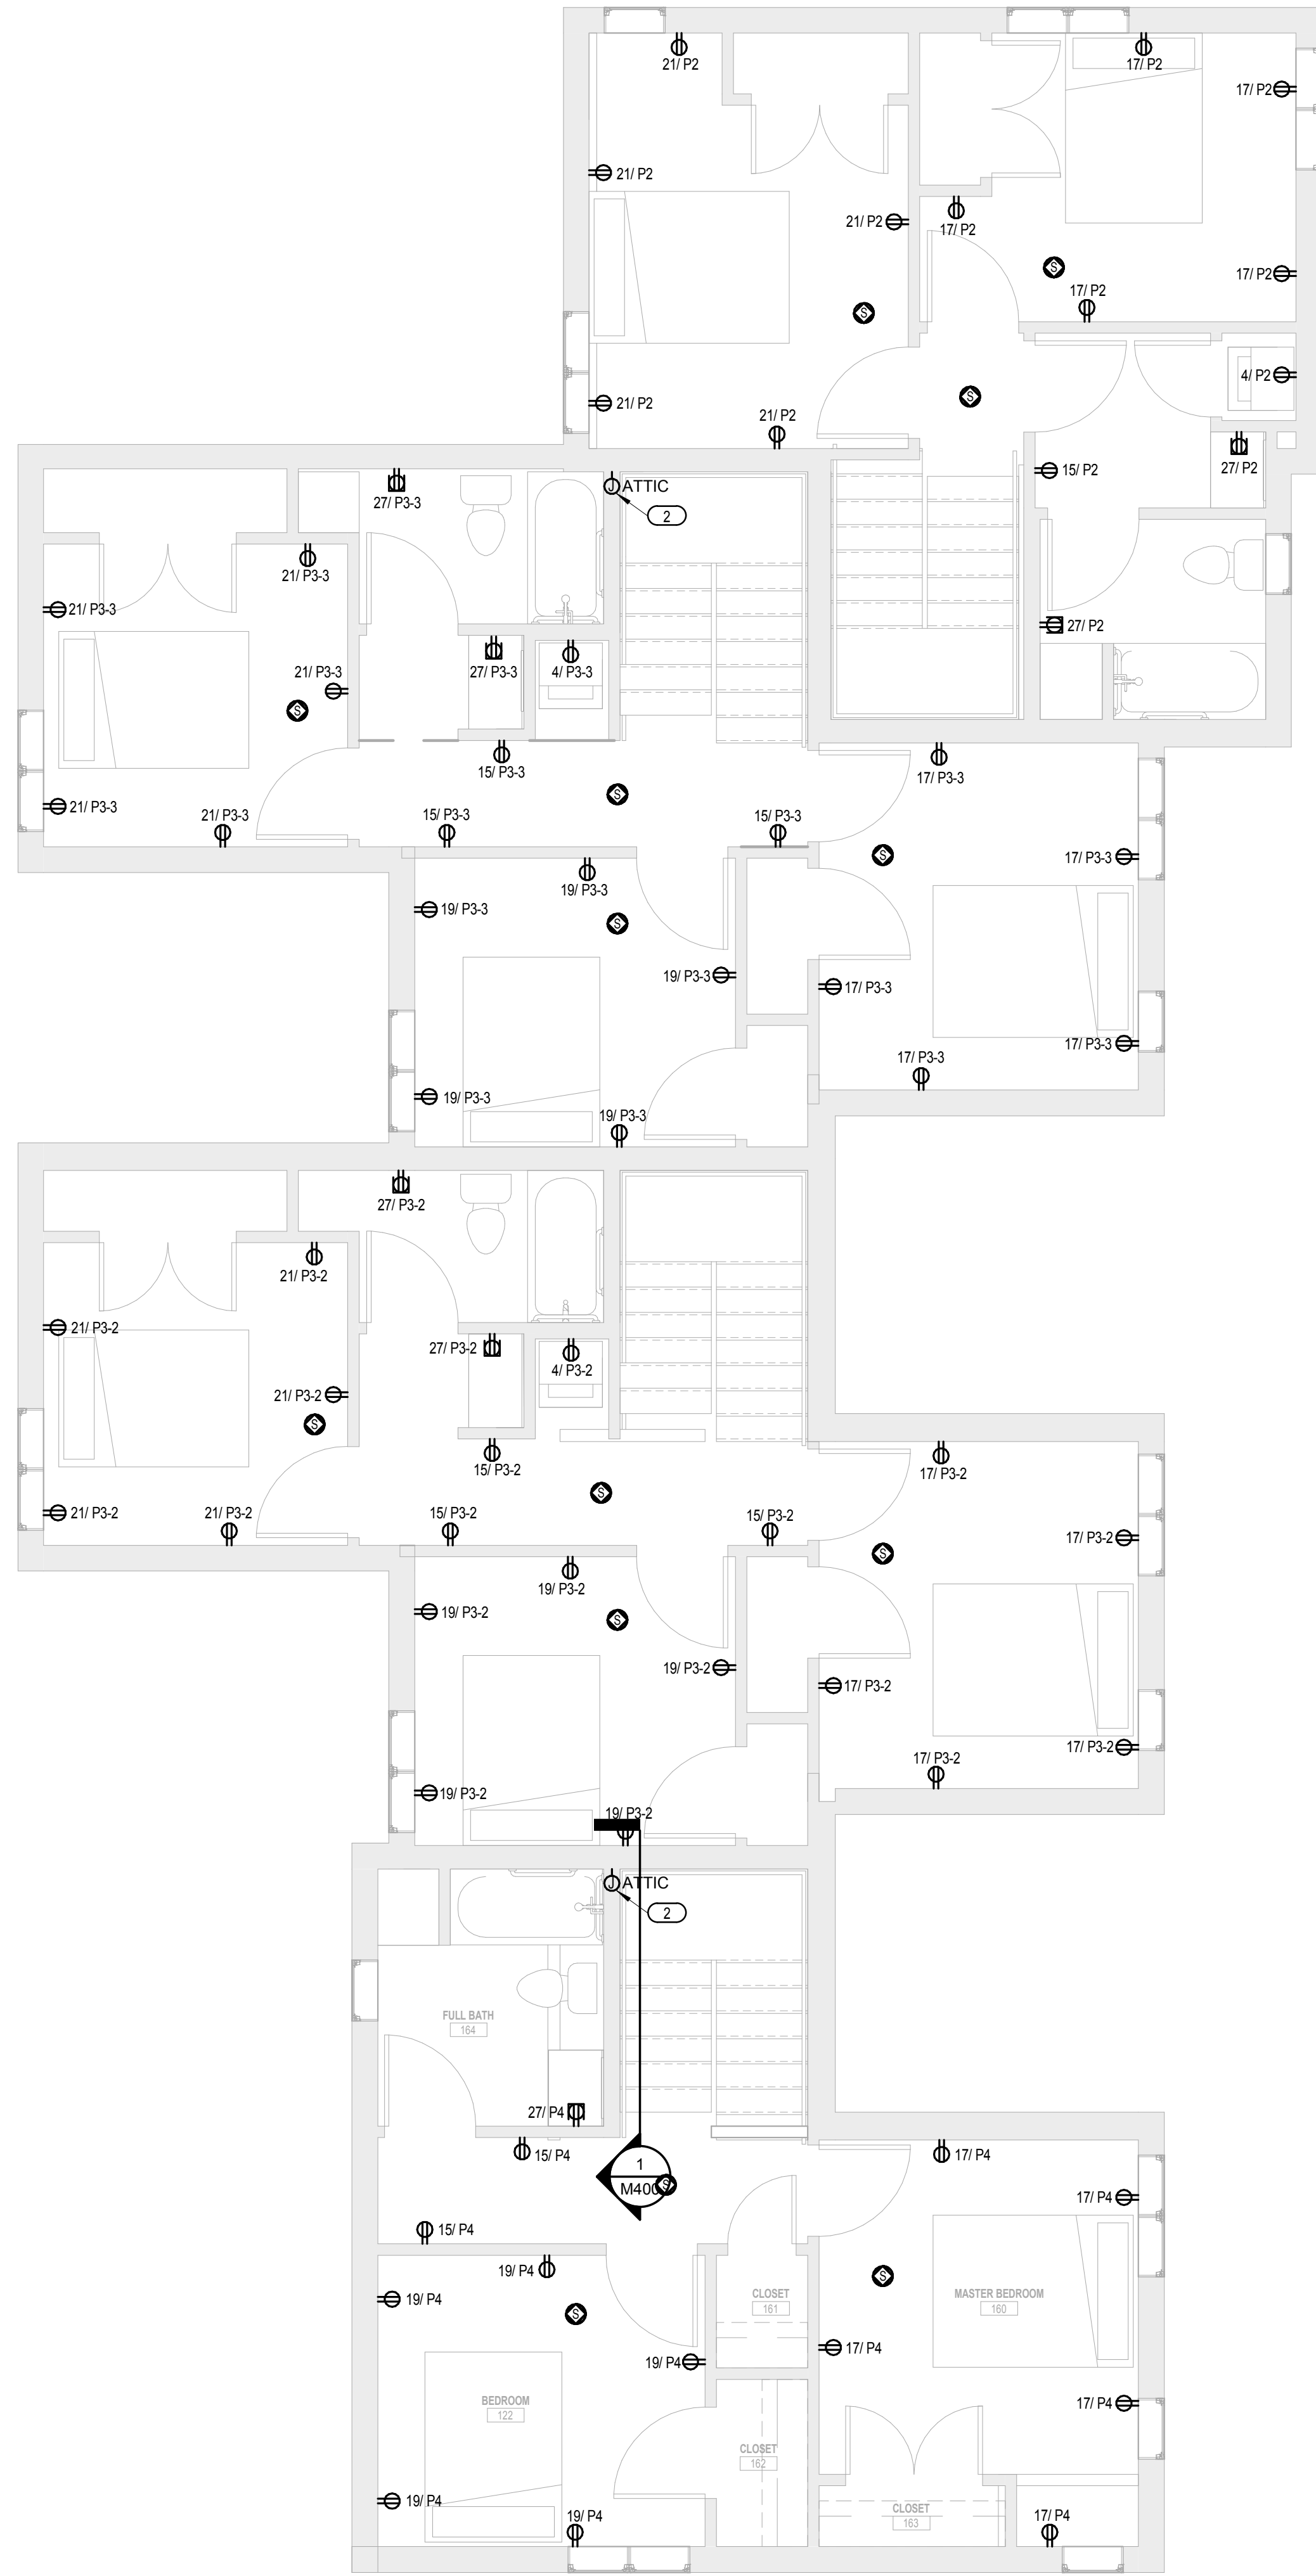 21/ P2
17/ P2
17/ P2
21/ P2
21/ P2
17/ P2
S
17/ P2
17/ P2
S
4/ P2
S
21/ P2
21/ P2
27/ P2
15/ P2
J ATTIC
2
27/ P3-3
21/ P3-3
21/ P3-3
27/ P2
27/ P3-3
4/ P3-3
21/ P3-3
S
15/ P3-3
17/ P3-3
S
21/ P3-3
21/ P3-3
15/ P3-3
15/ P3-3
S
17/ P3-3
19/ P3-3
19/ P3-3
S
19/ P3-3
17/ P3-3
17/ P3-3
17/ P3-3
19/ P3-3
19/ P3-3
27/ P3-2
21/ P3-2
21/ P3-2
27/ P3-2
4/ P3-2
21/ P3-2
S
15/ P3-2
17/ P3-2
S
21/ P3-2
21/ P3-2
15/ P3-2
15/ P3-2
17/ P3-2
S
19/ P3-2
19/ P3-2
S
19/ P3-2
17/ P3-2
17/ P3-2
17/ P3-2
19/ P3-2
19/ P3-2
J ATTIC
2
FULL BATH
164
27/ P4
15/ P4
17/ P4
1
M400
S
17/ P4
15/ P4
19/ P4
S
19/ P4
S
CLOSET
161
MASTER BEDROOM
160
17/ P4
19/ P4
BEDROOM
122
17/ P4
CLOSET
162
19/ P4
CLOSET
163
19/ P4
17/ P4